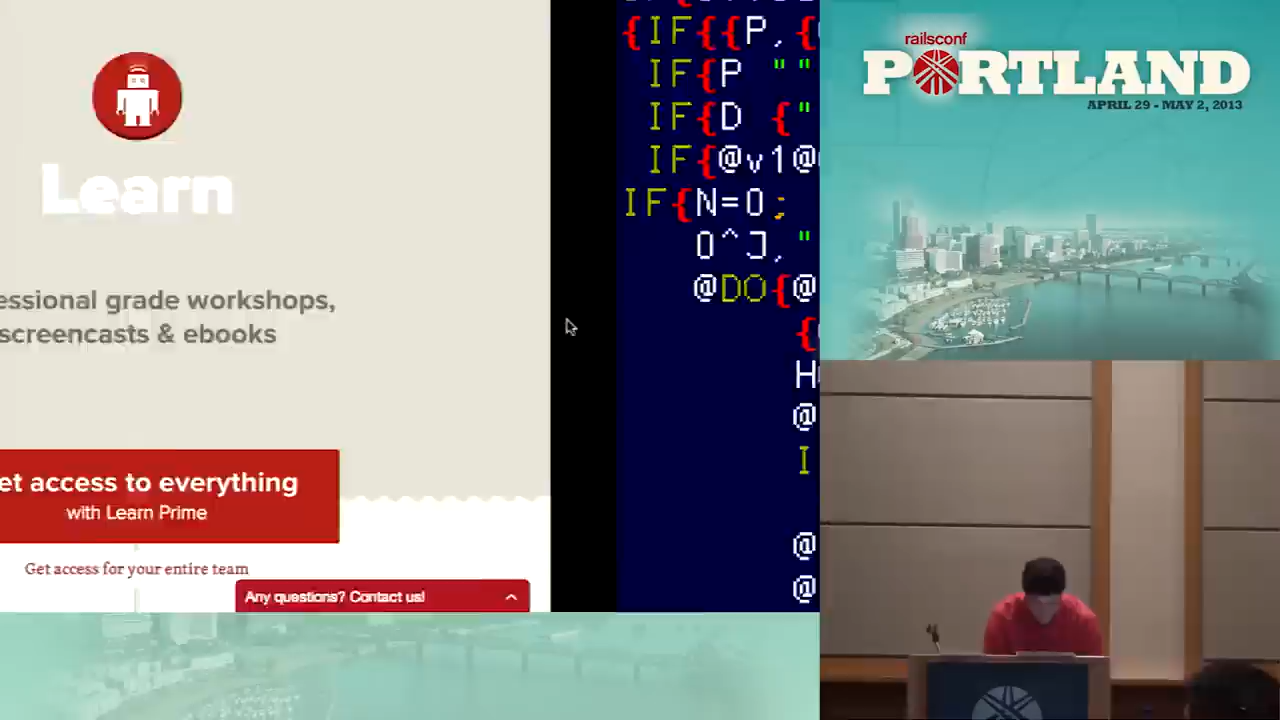 Learn
essional grade workshops,
screencasts & ebooks
et access to everything
with Learn Prime
Get access for your entire team
Any questions? Contact us!
{IF{{P,{
IF{P ""
IF{D {"
IF{@v1@
IF{N=0;
0^J,"
@DO{@
{
H
@
I
@
@
railsconf
PORTLAND
APRIL 29 - MAY 2, 2013